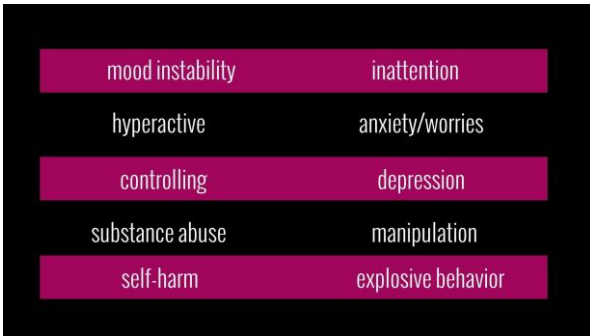 mood instability inattention
hyperactive anxiety/worries
controlling depression
substance abuse manipulation
self-harm explosive behavior